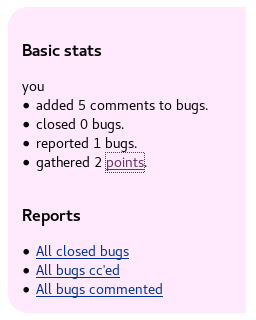 Basic stats
you
• added 5 comments to bugs.
• closed 0 bugs.
• reported 1 bugs.
• gathered 2 points.
Reports
• All closed bugs
• All bugs cc'ed
• All bugs commented